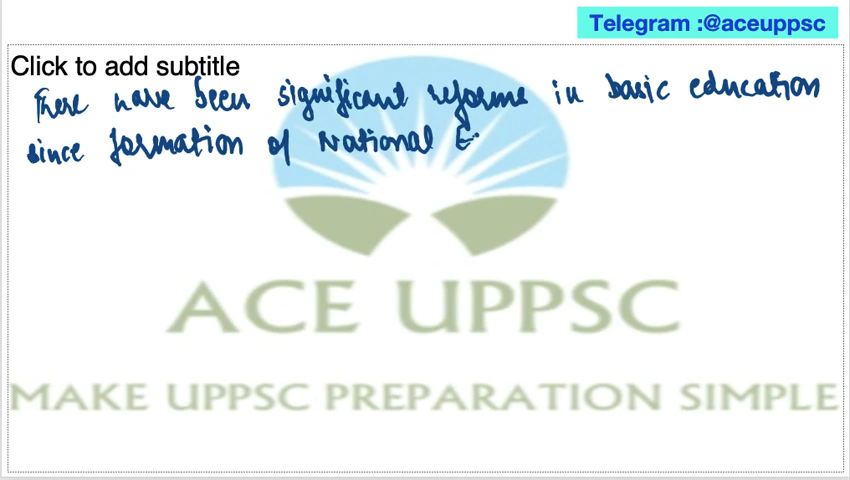 Telegram :@aceuppsc
Click to add subtitle
There have been significant reforms in basic education
since formation of National E
ACE UPPSC
MAKE UPPSC PREPARATION SIMPLE